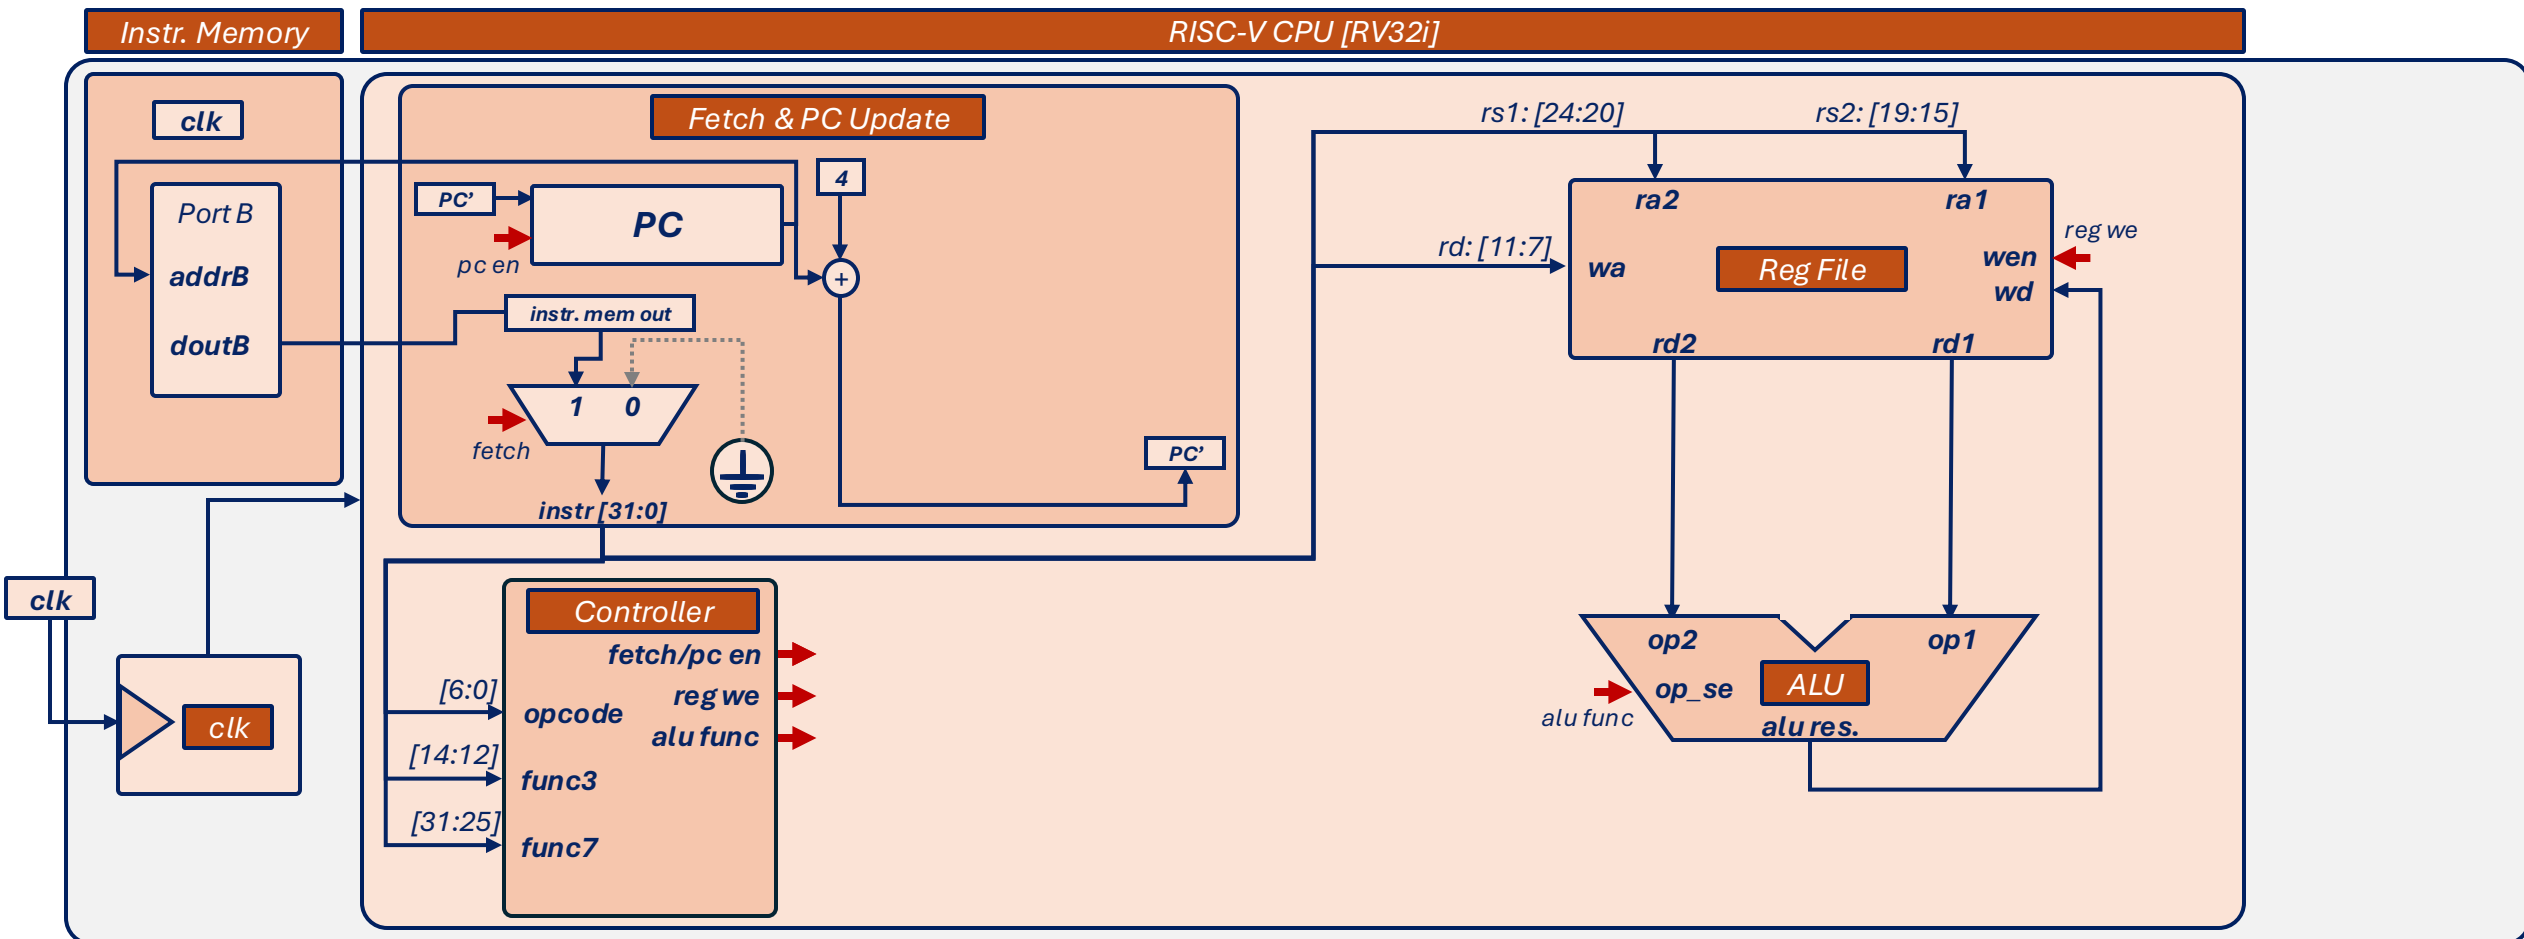 Instr. Memory
RISC-V CPU [RV32i]
clk
Port B
addrB
doutB
Fetch & PC Update
PC’
PC
pc en
4
+
instr. mem out
1 0
fetch
instr [31:0]
PC’
rs1: [24:20]
rs2: [19:15]
rd: [11:7]
ra2
ra1
wa
Reg File
wen
reg we
wd
rd2
rd1
op2
op1
op_se
ALU
alu func
alu res.
clk
clk
Controller
fetch/pc en
reg we
alu func
[6:0]
opcode
[14:12]
func3
[31:25]
func7